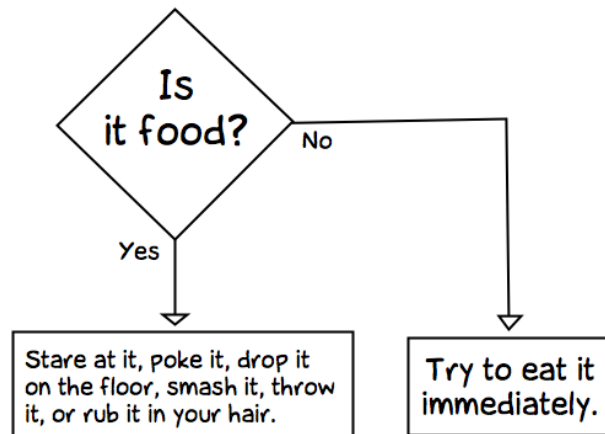 Is
it food?
No
Yes
Stare at it, poke it, drop it
on the floor, smash it, throw
it, or rub it in your hair.
Try to eat it
immediately.